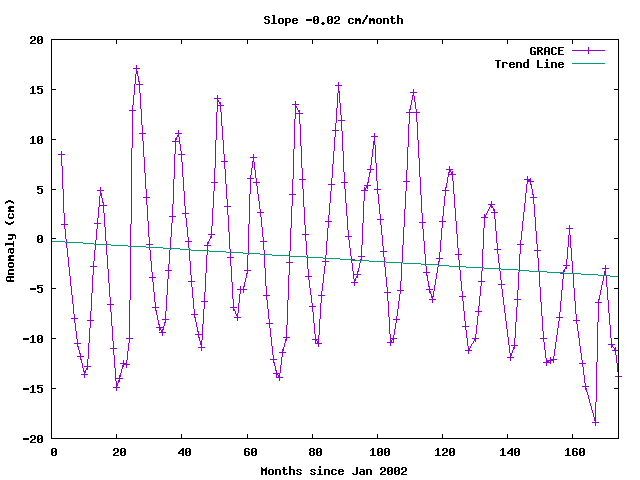 Slope -0.02 cm/month
GRACE
Trend Line
20
15
10
5
0
-5
-10
-15
-20
Anomaly (cm)
0 20 40 60 80 100 120 140 160
Months since Jan 2002